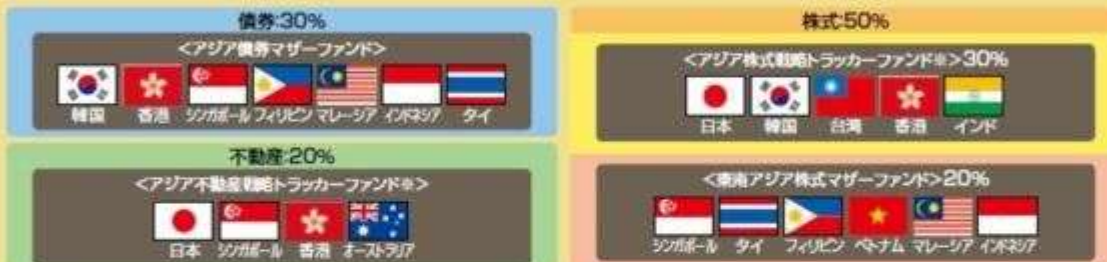 債券:30%
<アジア債券マザーファンド>
韓国 香港 シンガポール フィリピン マレーシア インドネシア タイ
不動産:20%
<アジア不動産戦略トラッカーファンド※>
日本 シンガポール 香港 オーストラリア
株式:50%
<アジア株式戦略トラッカーファンド※>30%
日本 韓国 台湾 香港 インド
<東南アジア株式マザーファンド>20%
シンガポール タイ フィリピン ベトナム マレーシア インドネシア